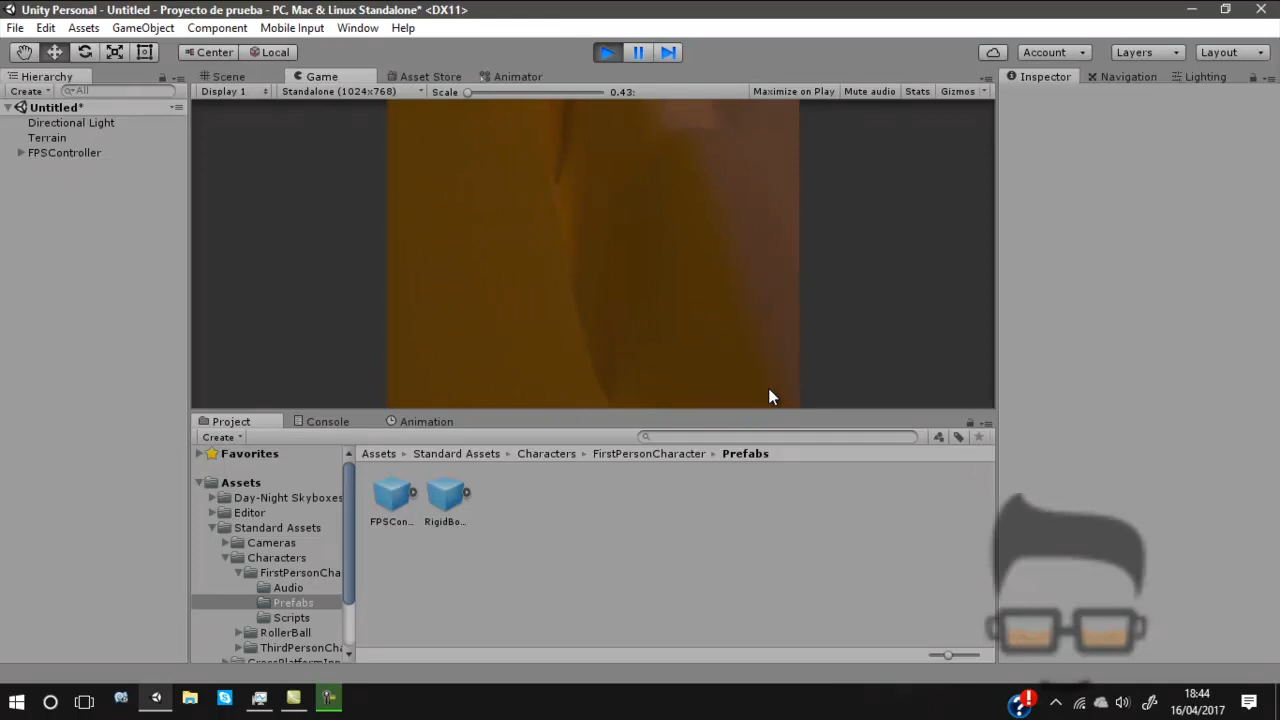 Unity Personal - Untitled - Proyecto de prueba - PC, Mac & Linux Standalone* <DX11>
File Edit Assets GameObject Component Mobile Input Window Help
Center Local Account Layers Layout
Hierarchy Scene Game Asset Store Animator Inspector Navigation Lighting
Create All Display 1 Standalone (1024x768) Scale 0.43: Maximize on Play Mute audio Stats Gizmos
Untitled*
Directional Light
Terrain
FPSController
Project Console Animation
Create
Favorites Assets Standard Assets Characters FirstPersonCharacter Prefabs
Assets
Day-Night Skyboxes
Editor
Standard Assets
Cameras
Characters
FirstPersonCha
Audio
Prefabs
Scripts
RollerBall
ThirdPersonCha
CrossPlatformInp
FPSCon... RigidBo...
18:44
16/04/2017